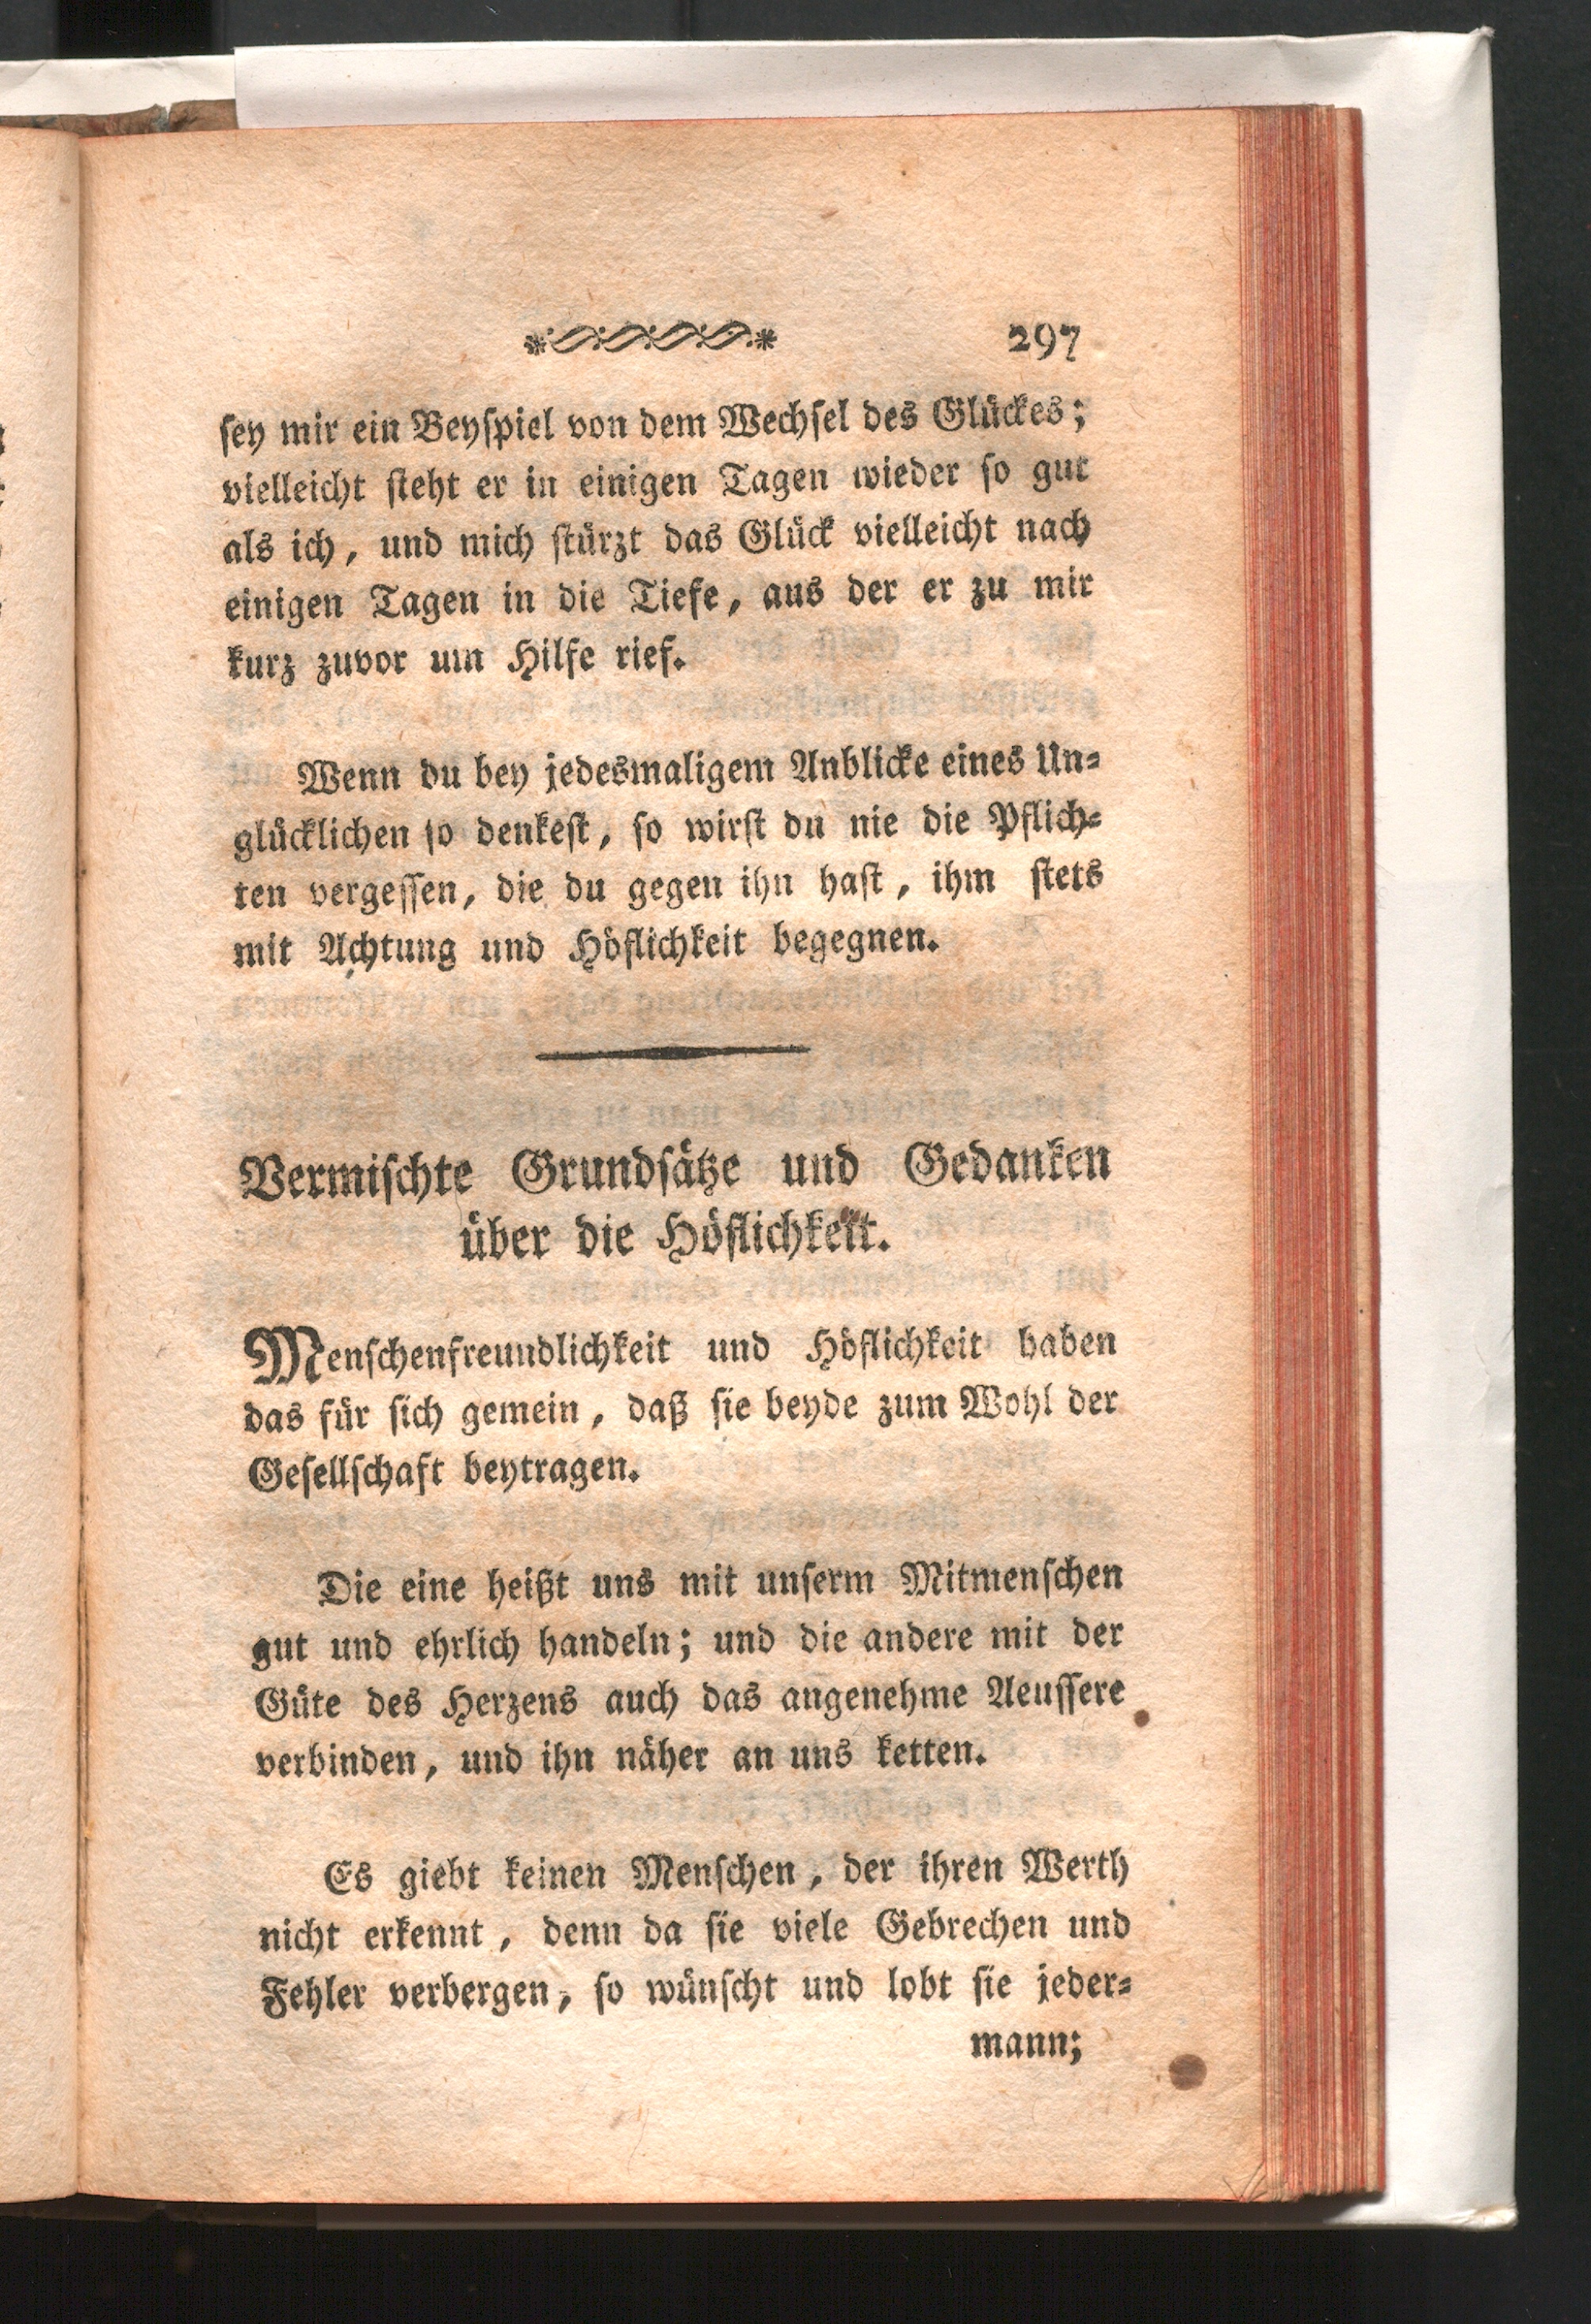 297
sey mir ein Beyspiel von dem Wechsel des Glückes;
vielleicht steht er in einigen Tagen wieder so gut
als ich, und mich stürzt das Glück vielleicht nach
einigen Tagen in die Tiefe, aus der er zu mir
kurz zuvor um Hilfe rief.
Wenn du bey jedesmaligem Anblicke eines Un-
glücklichen so denkest, so wirst du nie die Pflich-
ten vergessen, die du gegen ihn hast, ihm stets
mit Achtung und Höflichkeit begegnen.
Vermischte Grundsätze und Gedanken
über die Höflichkeit.
Menschenfreundlichkeit und Höflichkeit haben
das für sich gemein, daß sie beyde zum Wohl der
Gesellschaft beytragen.
Die eine heißt uns mit unserm Mitmenschen
gut und ehrlich handeln; und die andere mit der
Güte des Herzens auch das angenehme Aeussere
verbinden, und ihn näher an uns ketten.
Es giebt keinen Menschen, der ihren Werth
nicht erkennt, denn da sie viele Gebrechen und
Fehler verbergen, so wünscht und lobt sie jeder-
mann;